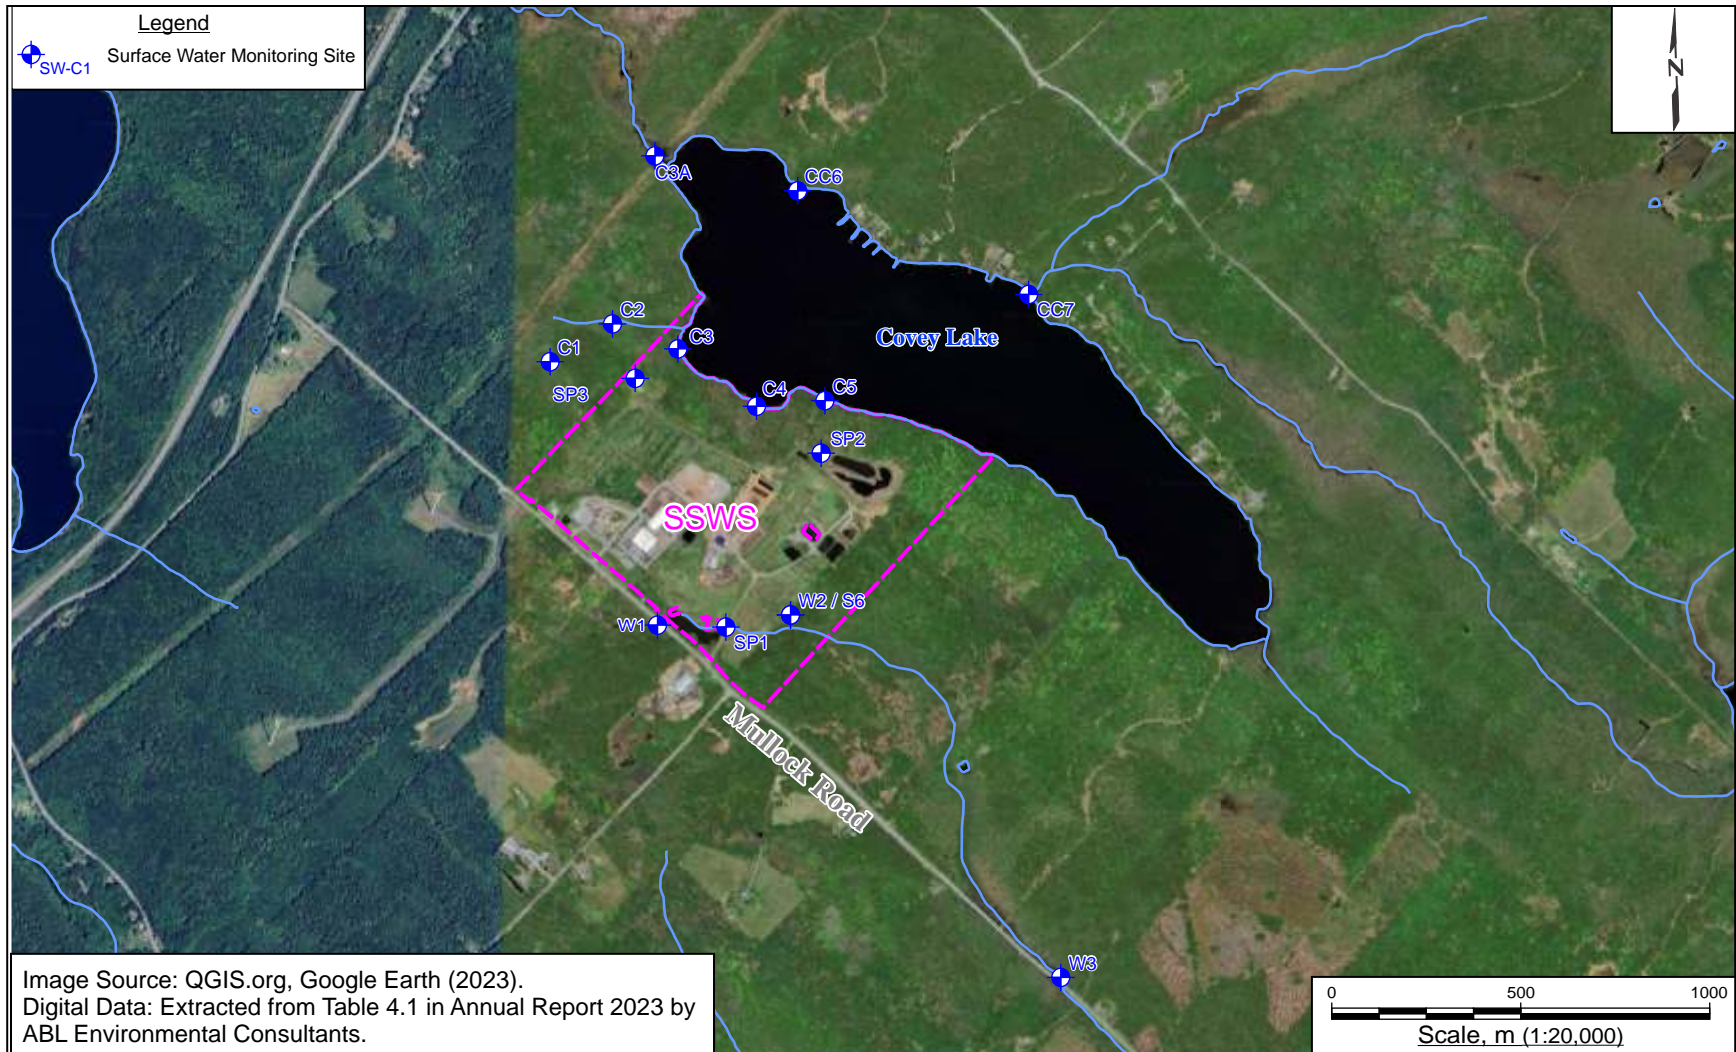 Legend
SW-C1 Surface Water Monitoring Site
N
C3A
CC6
CC7
C2
C3
C1
Covey Lake
SP3
C4
C5
SP2
SSWS
W2 / S6
W1
SP1
Mullock Road
W3
Image Source: QGIS.org, Google Earth (2023).
Digital Data: Extracted from Table 4.1 in Annual Report 2023 by
ABL Environmental Consultants.
0 500 1000
Scale, m (1:20,000)